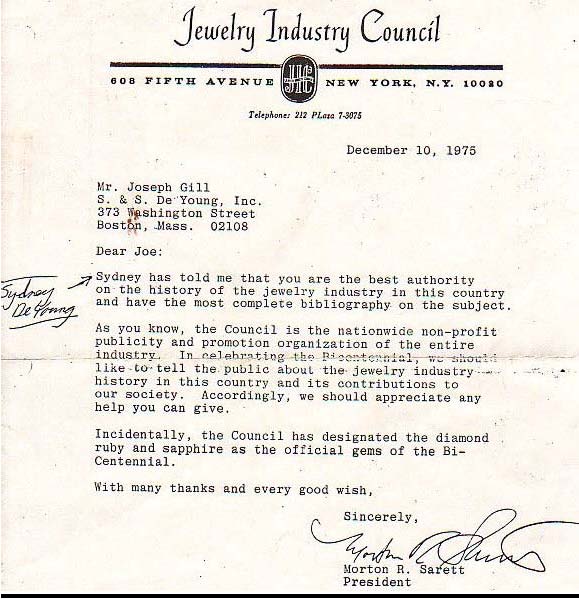 Jewelry Industry Council
608 FIFTH AVENUE JIC NEW YORK, N.Y. 10020
Telephone: 212 PLaza 7-3075
December 10, 1975
Mr. Joseph Gill
S. & S. De Young, Inc.
373 Washington Street
Boston, Mass. 02108
Dear Joe:
Sydney has told me that you are the best authority
on the history of the jewelry industry in this country
and have the most complete bibliography on the subject.
Sydney
De Young
As you know, the Council is the nationwide non-profit
publicity and promotion organization of the entire
industry. In celebrating the Bicentennial, we should
like to tell the public about the jewelry industry
history in this country and its contributions to
our society. Accordingly, we should appreciate any
help you can give.
Incidentally, the Council has designated the diamond
ruby and sapphire as the official gems of the Bi-
Centennial.
With many thanks and every good wish,
Sincerely,
Morton R. Sarett
Morton R. Sarett
President